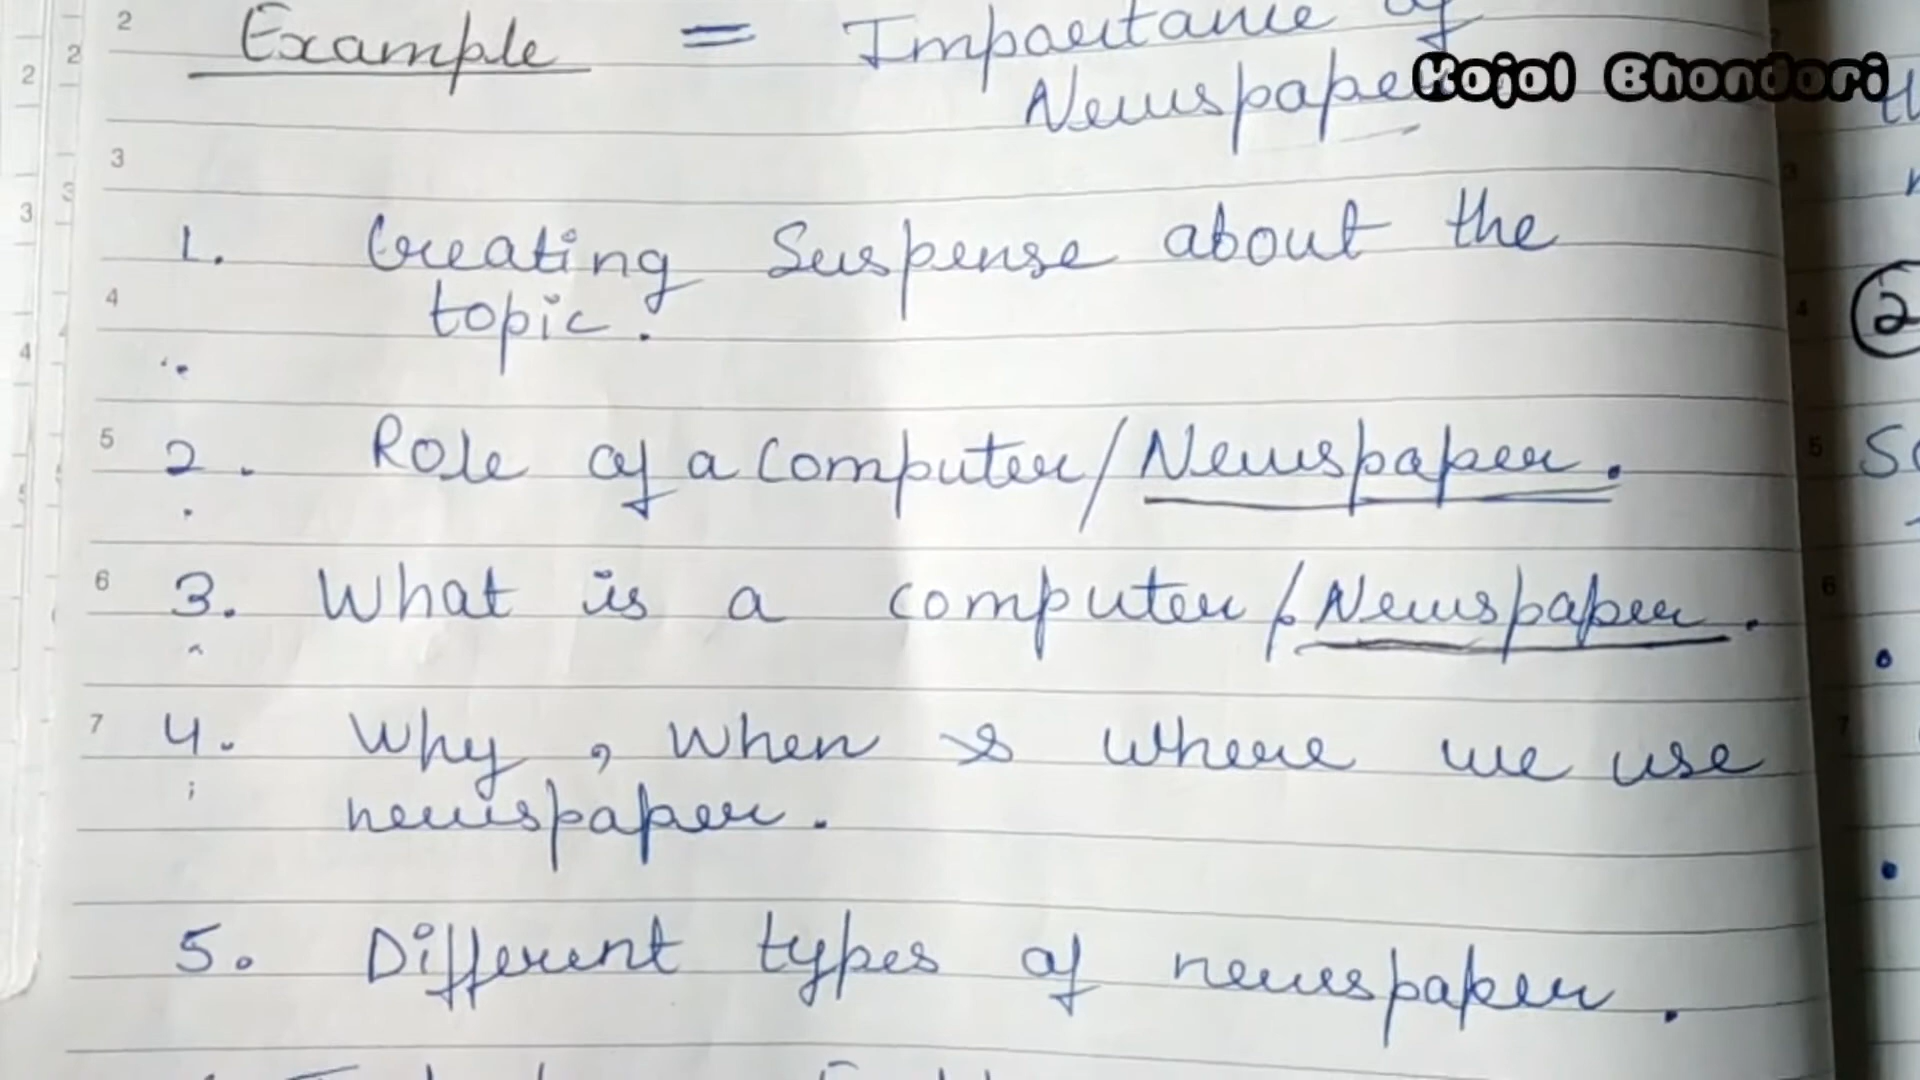 Example = Importance of
Newspaper
Kojol Bhondori
1. Creating Suspense about the
topic.
2. Role of a computer/Newspaper.
3. What is a computer/Newspaper.
4. Why, When & where we use
newspaper.
5. Different types of newspaper.
2